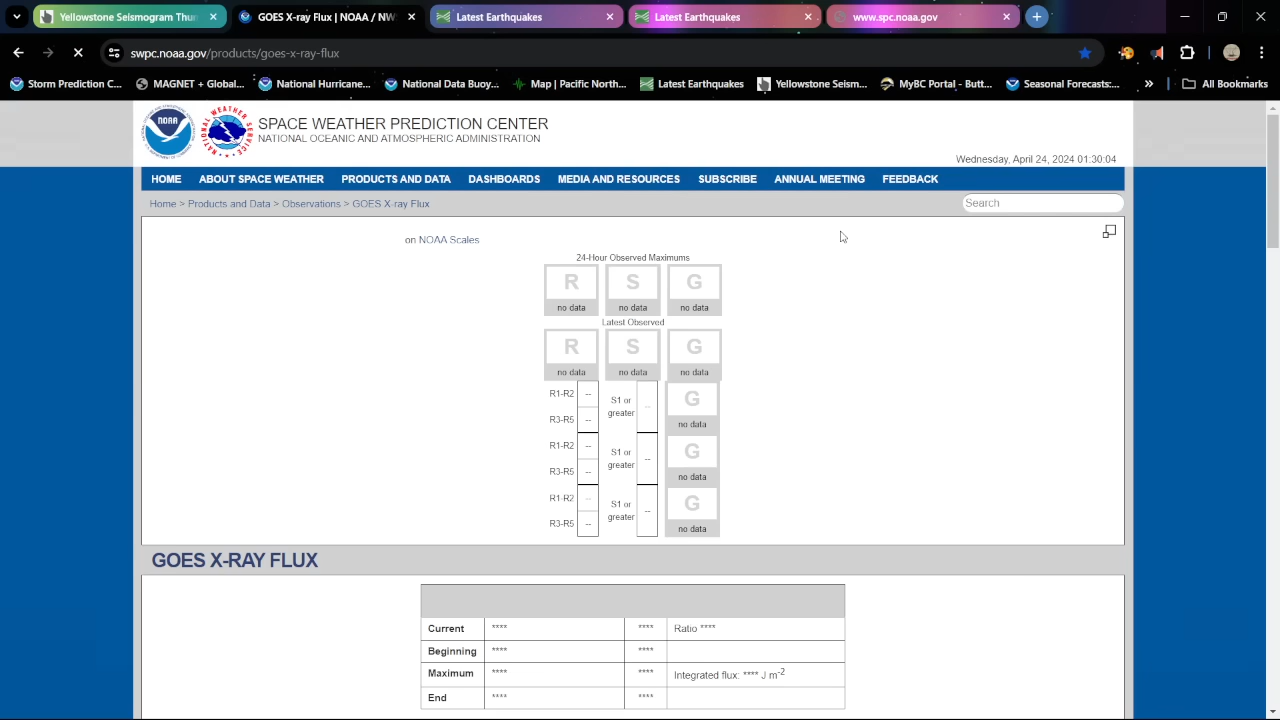 Yellowstone Seismogram Thu
GOES X-ray Flux | NOAA / NW
Latest Earthquakes
Latest Earthquakes
www.spc.noaa.gov
swpc.noaa.gov/products/goes-x-ray-flux
Storm Prediction C...
MAGNET + Global...
National Hurricane...
National Data Buoy...
Map | Pacific North...
Latest Earthquakes
Yellowstone Seism...
MyBC Portal - Butt...
Seasonal Forecasts:...
»
All Bookmarks
NOAA
SPACE WEATHER PREDICTION CENTER
NATIONAL OCEANIC AND ATMOSPHERIC ADMINISTRATION
Wednesday, April 24, 2024 01:30:04
HOME ABOUT SPACE WEATHER PRODUCTS AND DATA DASHBOARDS MEDIA AND RESOURCES SUBSCRIBE ANNUAL MEETING FEEDBACK
Home > Products and Data > Observations > GOES X-ray Flux
Search
on NOAA Scales
24-Hour Observed Maximums
R S G
no data no data no data
Latest Observed
R S G
no data no data no data
R1-R2 -- S1 or greater -- G
R3-R5 -- no data
R1-R2 -- S1 or greater -- G
R3-R5 -- no data
R1-R2 -- S1 or greater -- G
R3-R5 -- no data
GOES X-RAY FLUX
Current **** **** Ratio ****
Beginning **** ****
Maximum **** **** Integrated flux: **** J m-2
End **** ****